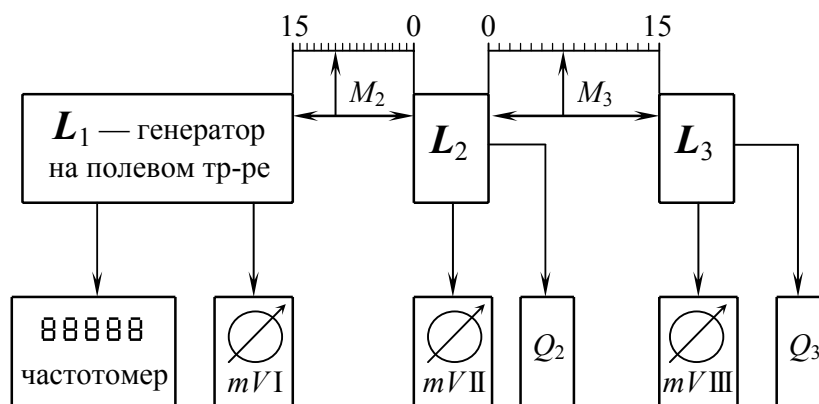 15 0 0 15
M₂ M₃
L₁ — генератор
на полевом тр-ре
L₂
L₃
88888
частотомер
mV I
mV II
Q₂
mV III
Q₃